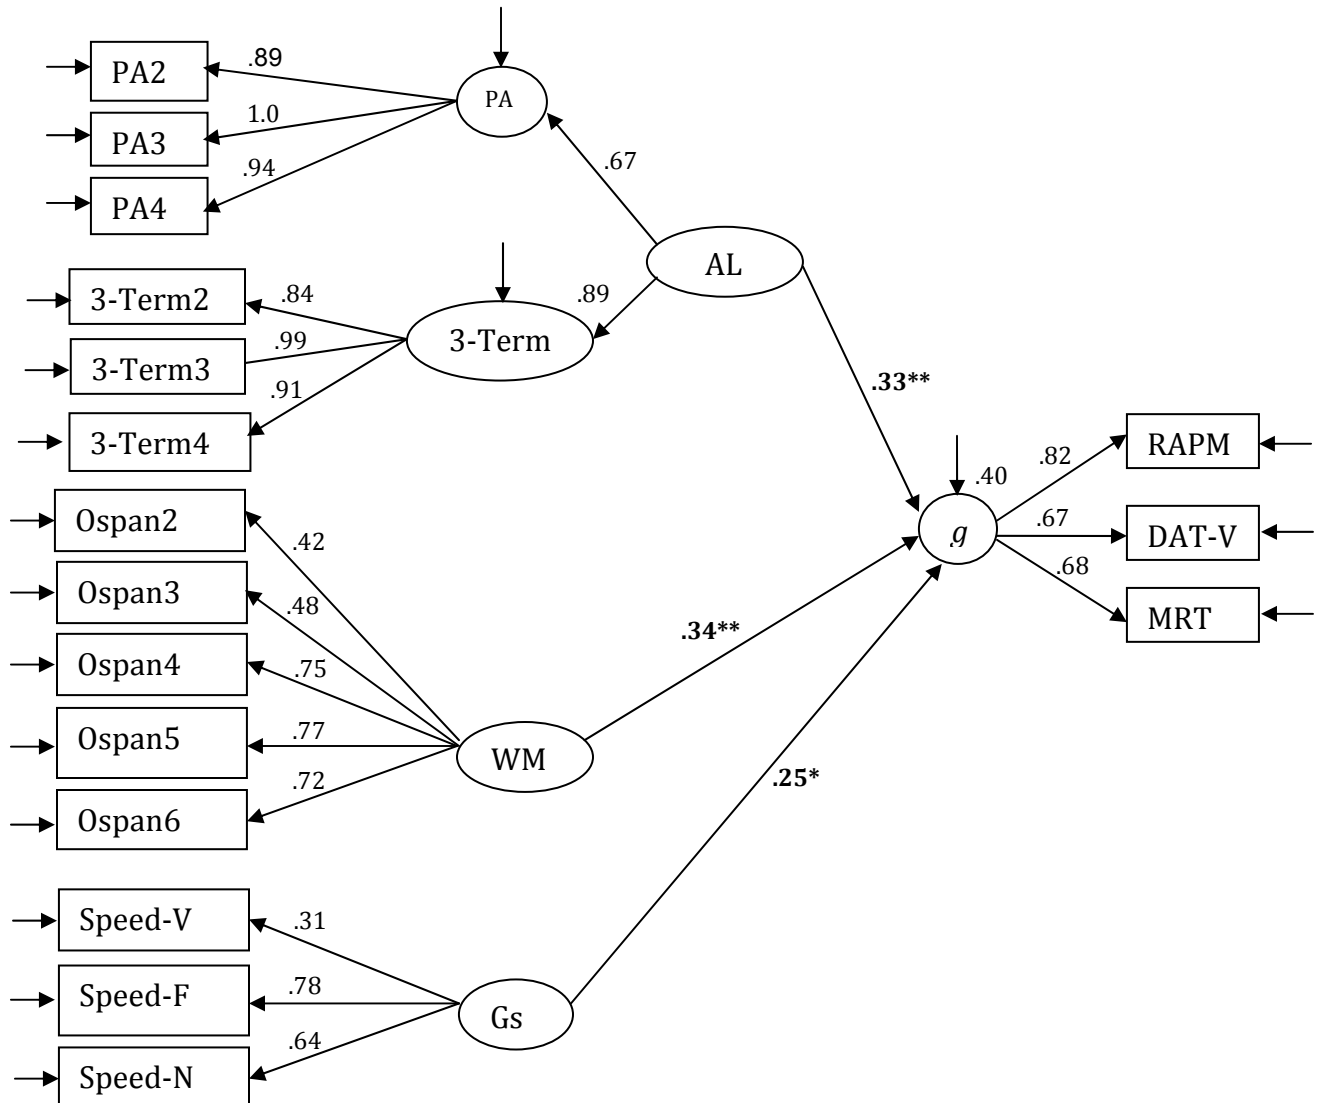 PA2
.89
PA
PA3
1.0
PA4
.94
.67
AL
3-Term2
.84
.89
3-Term
3-Term3
.99
3-Term4
.91
.33**
Ospan2
.42
Ospan3
.48
Ospan4
.75
Ospan5
.77
Ospan6
.72
WM
.34**
Speed-V
.31
Speed-F
.78
Speed-N
.64
Gs
.25*
.40
g
.82
RAPM
.67
DAT-V
.68
MRT